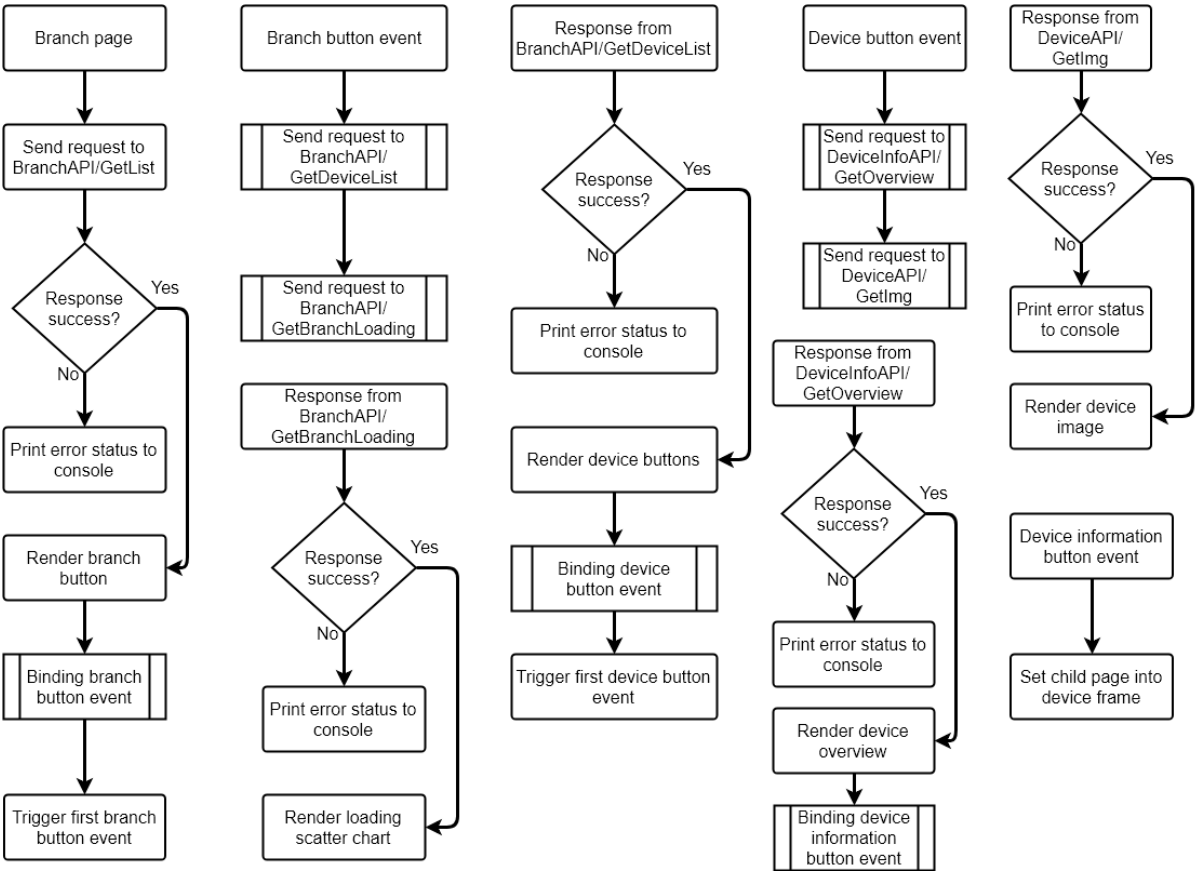 Branch page
Send request to
BranchAPI/GetList
Response
success?
Yes
No
Print error status to
console
Render branch
button
Binding branch
button event
Trigger first branch
button event
Branch button event
Send request to
BranchAPI/
GetDeviceList
Send request to
BranchAPI/
GetBranchLoading
Response from
BranchAPI/
GetBranchLoading
Response
success?
Yes
No
Print error status to
console
Render loading
scatter chart
Response from
BranchAPI/GetDeviceList
Response
success?
Yes
No
Print error status to
console
Render device buttons
Binding device
button event
Trigger first device button
event
Device button event
Send request to
DeviceInfoAPI/
GetOverview
Send request to
DeviceAPI/
GetImg
Response from
DeviceInfoAPI/
GetOverview
Response
success?
Yes
No
Print error status to
console
Render device
overview
Binding device
information
button event
Response from
DeviceAPI/
GetImg
Response
success?
Yes
No
Print error status
to console
Render device
image
Device information
button event
Set child page into
device frame